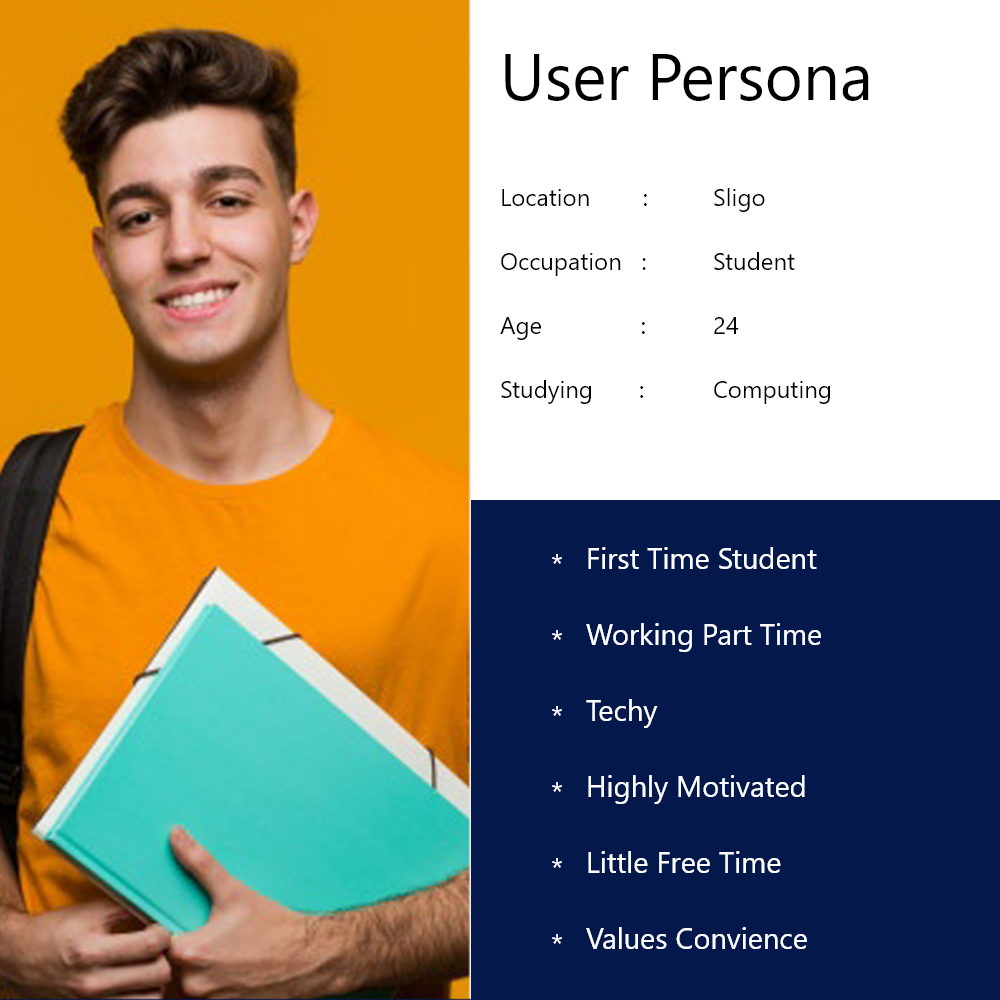 User Persona
Location : Sligo
Occupation : Student
Age : 24
Studying : Computing
* First Time Student
* Working Part Time
* Techy
* Highly Motivated
* Little Free Time
* Values Convience